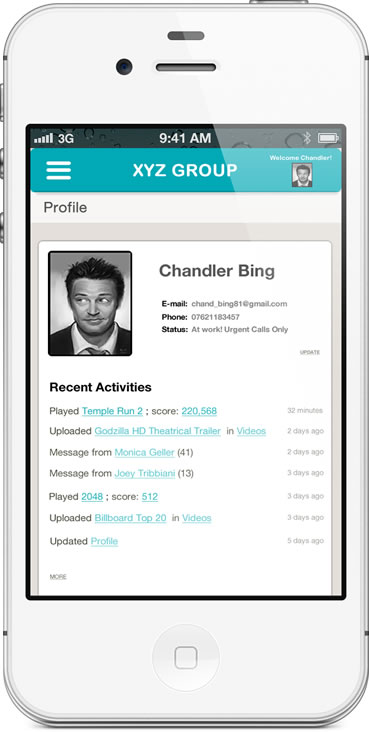 3G 9:41 AM
Welcome Chandler!
XYZ GROUP
Profile
Chandler Bing
E-mail: chand_bing81@gmail.com
Phone: 07621183457
Status: At work! Urgent Calls Only
UPDATE
Recent Activities
Played Temple Run 2 ; score: 220,568 32 minutes
Uploaded Godzilla HD Theatrical Trailer in Videos 2 days ago
Message from Monica Geller (41) 2 days ago
Message from Joey Tribbiani (13) 3 days ago
Played 2048 ; score: 512 3 days ago
Uploaded Billboard Top 20 in Videos 3 days ago
Updated Profile 5 days ago
MORE